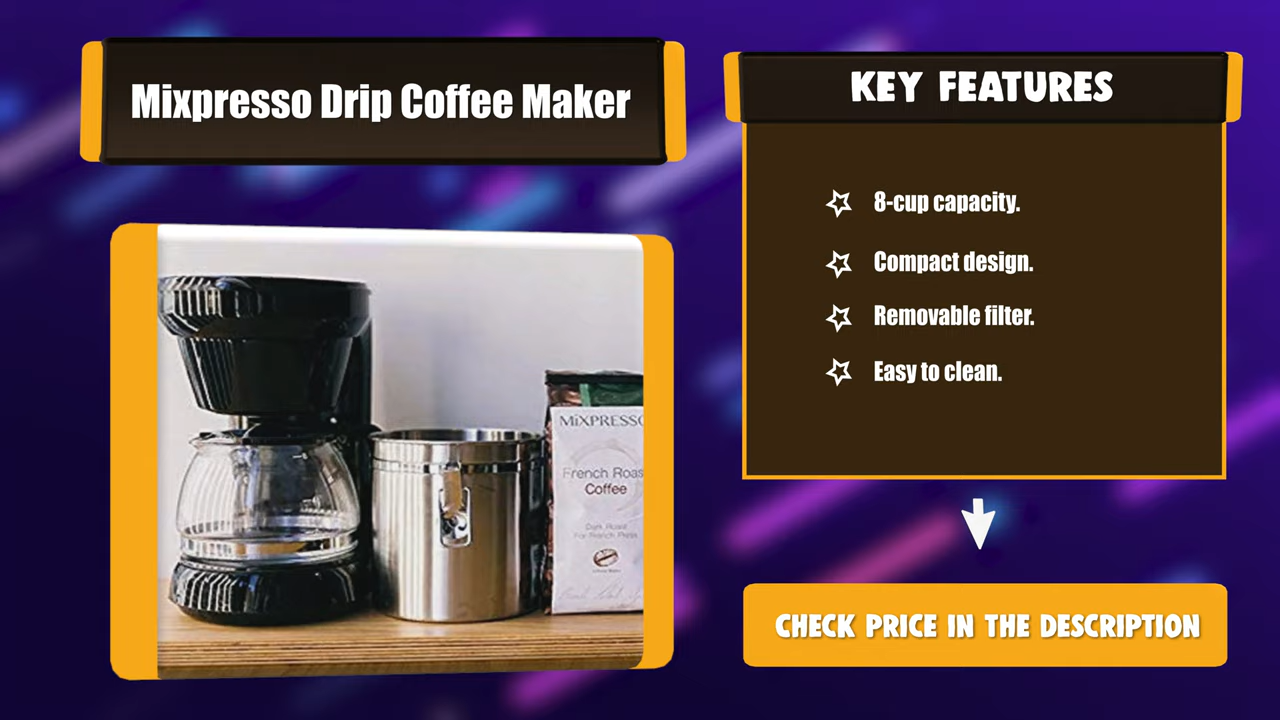 Mixpresso Drip Coffee Maker
KEY FEATURES
8-cup capacity.
Compact design.
Removable filter.
Easy to clean.
MIXPRESSO
French Roas
Coffee
Dark Roast
For French Press
CHECK PRICE IN THE DESCRIPTION